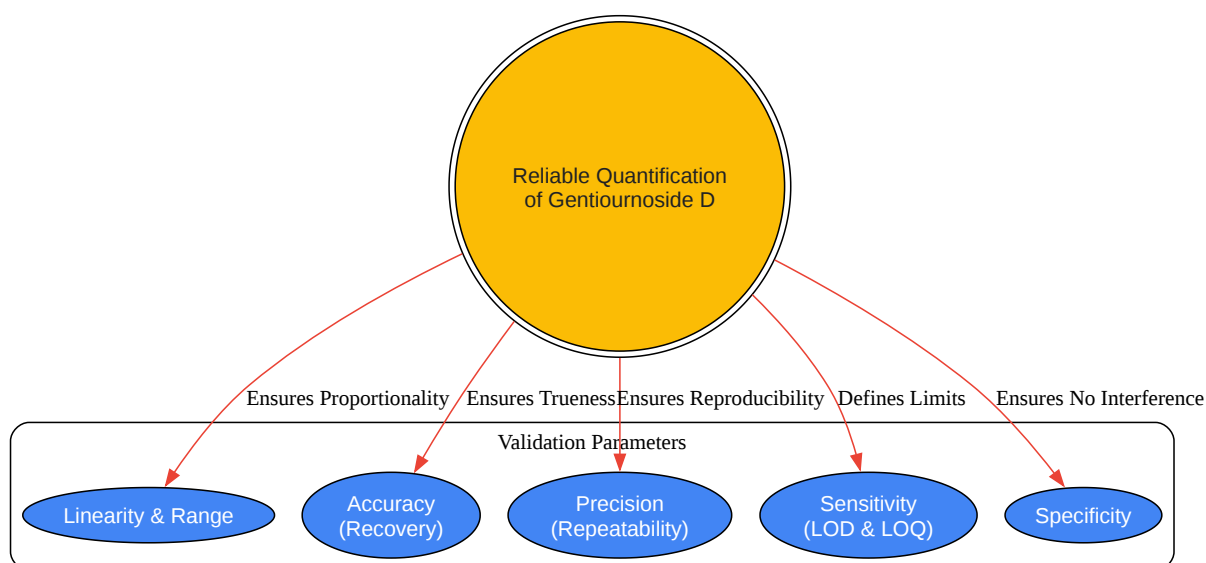 Reliable Quantification
of Gentiournoside D
Ensures Proportionality
Ensures Trueness
Ensures Reproducibility
Defines Limits
Ensures No Interference
Validation Parameters
Linearity & Range
Accuracy
(Recovery)
Precision
(Repeatability)
Sensitivity
(LOD & LOQ)
Specificity